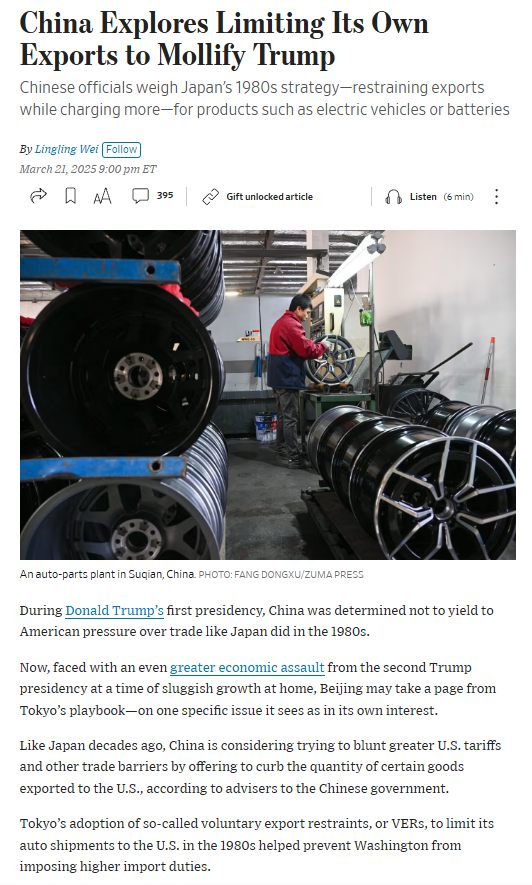 China Explores Limiting Its Own
Exports to Mollify Trump
Chinese officials weigh Japan’s 1980s strategy—restraining exports
while charging more—for products such as electric vehicles or batteries
By Lingling Wei Follow
March 21, 2025 9:00 pm ET
AA 395 Gift unlocked article Listen (6 min)
An auto-parts plant in Suqian, China. PHOTO: FANG DONGXU/ZUMA PRESS
During Donald Trump’s first presidency, China was determined not to yield to
American pressure over trade like Japan did in the 1980s.
Now, faced with an even greater economic assault from the second Trump
presidency at a time of sluggish growth at home, Beijing may take a page from
Tokyo’s playbook—on one specific issue it sees as in its own interest.
Like Japan decades ago, China is considering trying to blunt greater U.S. tariffs
and other trade barriers by offering to curb the quantity of certain goods
exported to the U.S., according to advisers to the Chinese government.
Tokyo’s adoption of so-called voluntary export restraints, or VERs, to limit its
auto shipments to the U.S. in the 1980s helped prevent Washington from
imposing higher import duties.